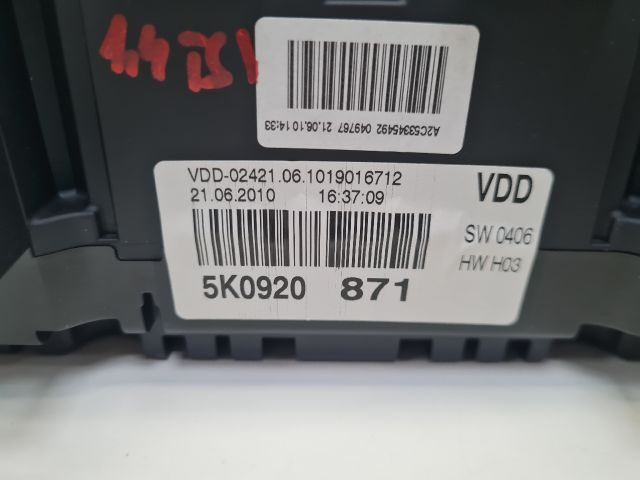 1,4 TSI
A2C53345492 049767 21.06.10 14:33
VDD-02421.06.1019016712
21.06.2010 16:37:09
VDD
SW 0406
HW H03
5K0920 871